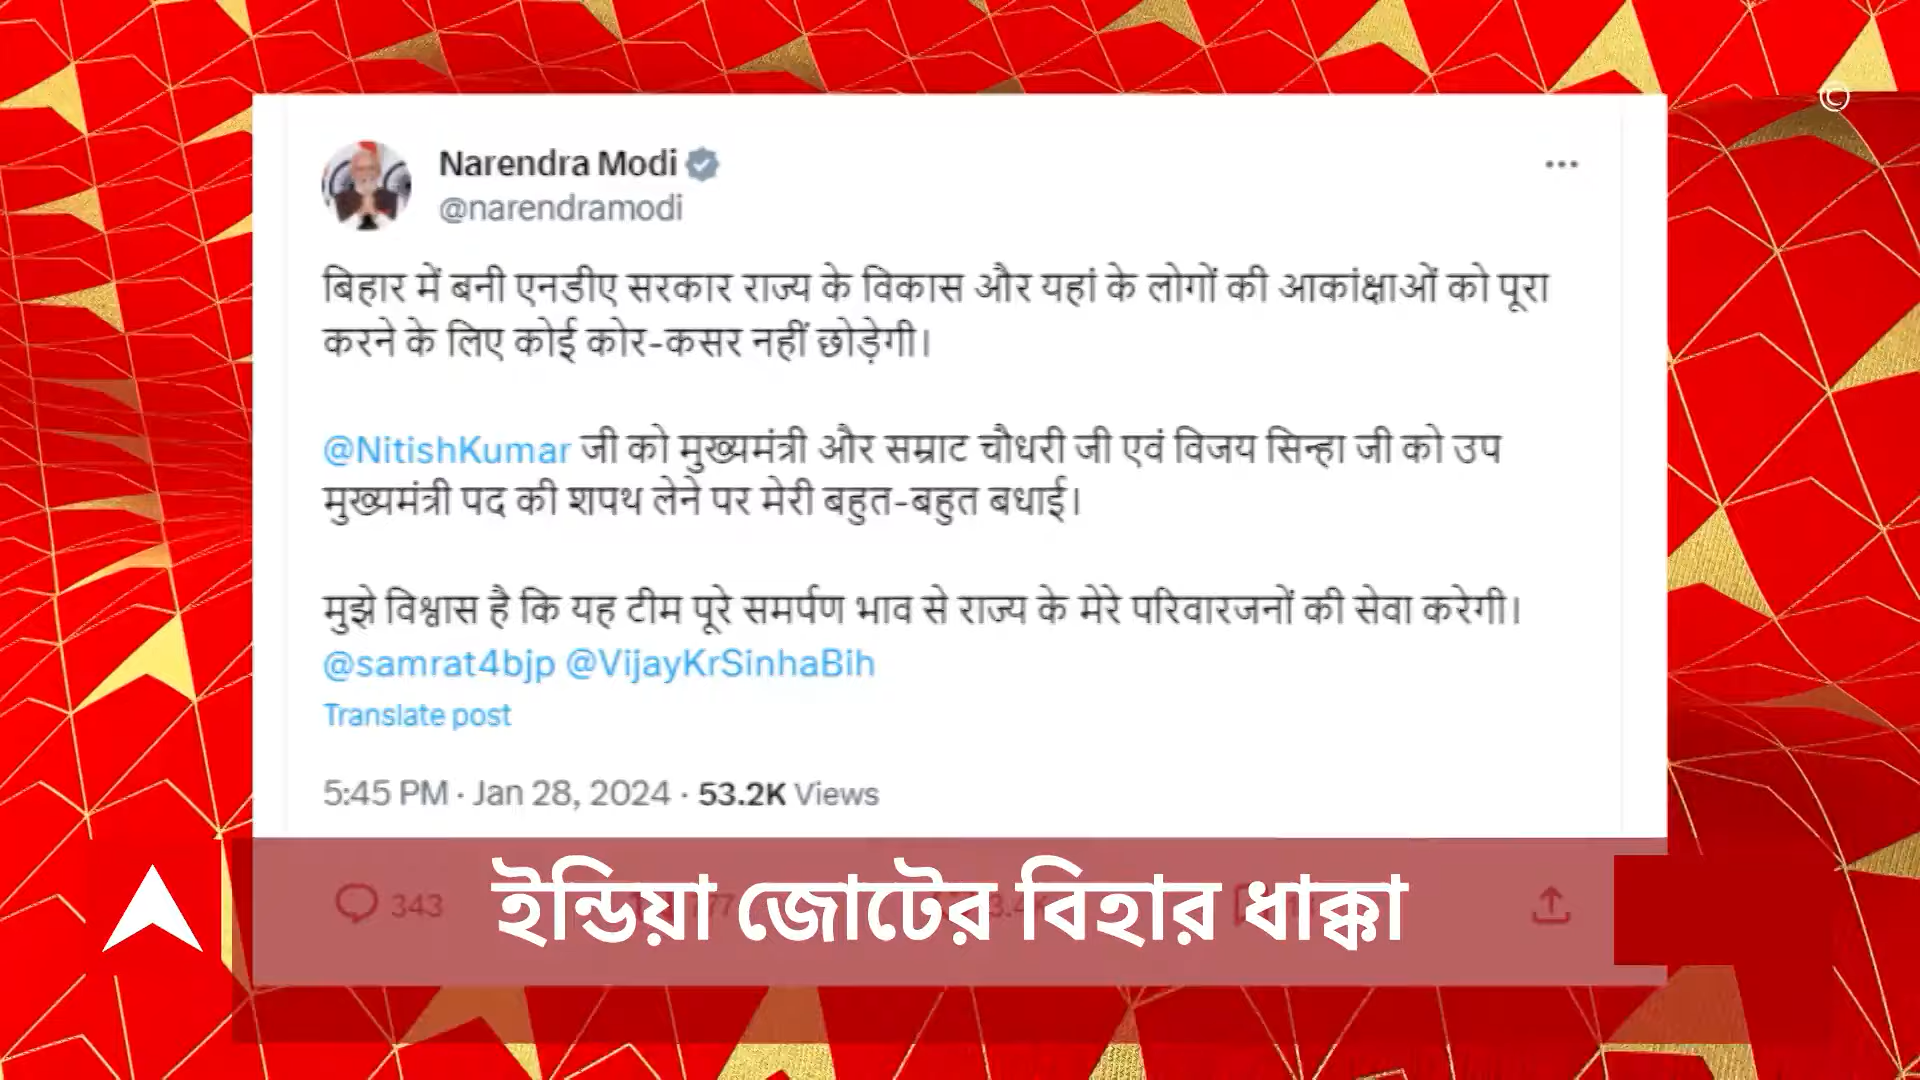 ©
Narendra Modi
@narendramodi
बिहार में बनी एनडीए सरकार राज्य के विकास और यहां के लोगों की आकांक्षाओं को पूरा
करने के लिए कोई कोर-कसर नहीं छोड़ेगी।
@NitishKumar जी को मुख्यमंत्री और सम्राट चौधरी जी एवं विजय सिन्हा जी को उप
मुख्यमंत्री पद की शपथ लेने पर मेरी बहुत-बहुत बधाई।
मुझे विश्वास है कि यह टीम पूरे समर्पण भाव से राज्य के मेरे परिवारजनों की सेवा करेगी।
@samrat4bjp @VijayKrSinhaBih
Translate post
5:45 PM · Jan 28, 2024 · 53.2K Views
343
ইন্ডিয়া জোটের বিহার ধাক্কা